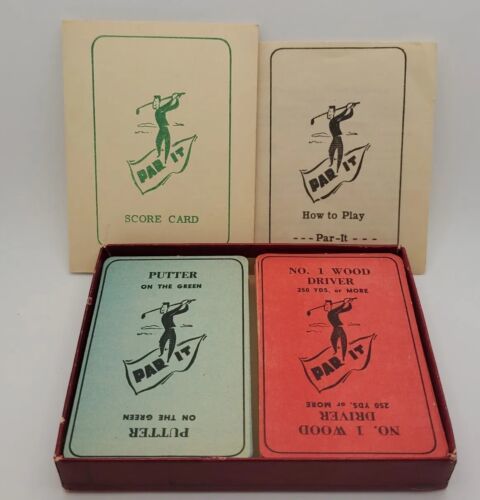 PAR IT
SCORE CARD
PAR IT
How to Play
--- Par-It ---
PUTTER
ON THE GREEN
PAR IT
ON THE GREEN
PUTTER
NO. 1 WOOD
DRIVER
250 YDS. or MORE
PAR IT
250 YDS. or MORE
DRIVER
NO. 1 WOOD